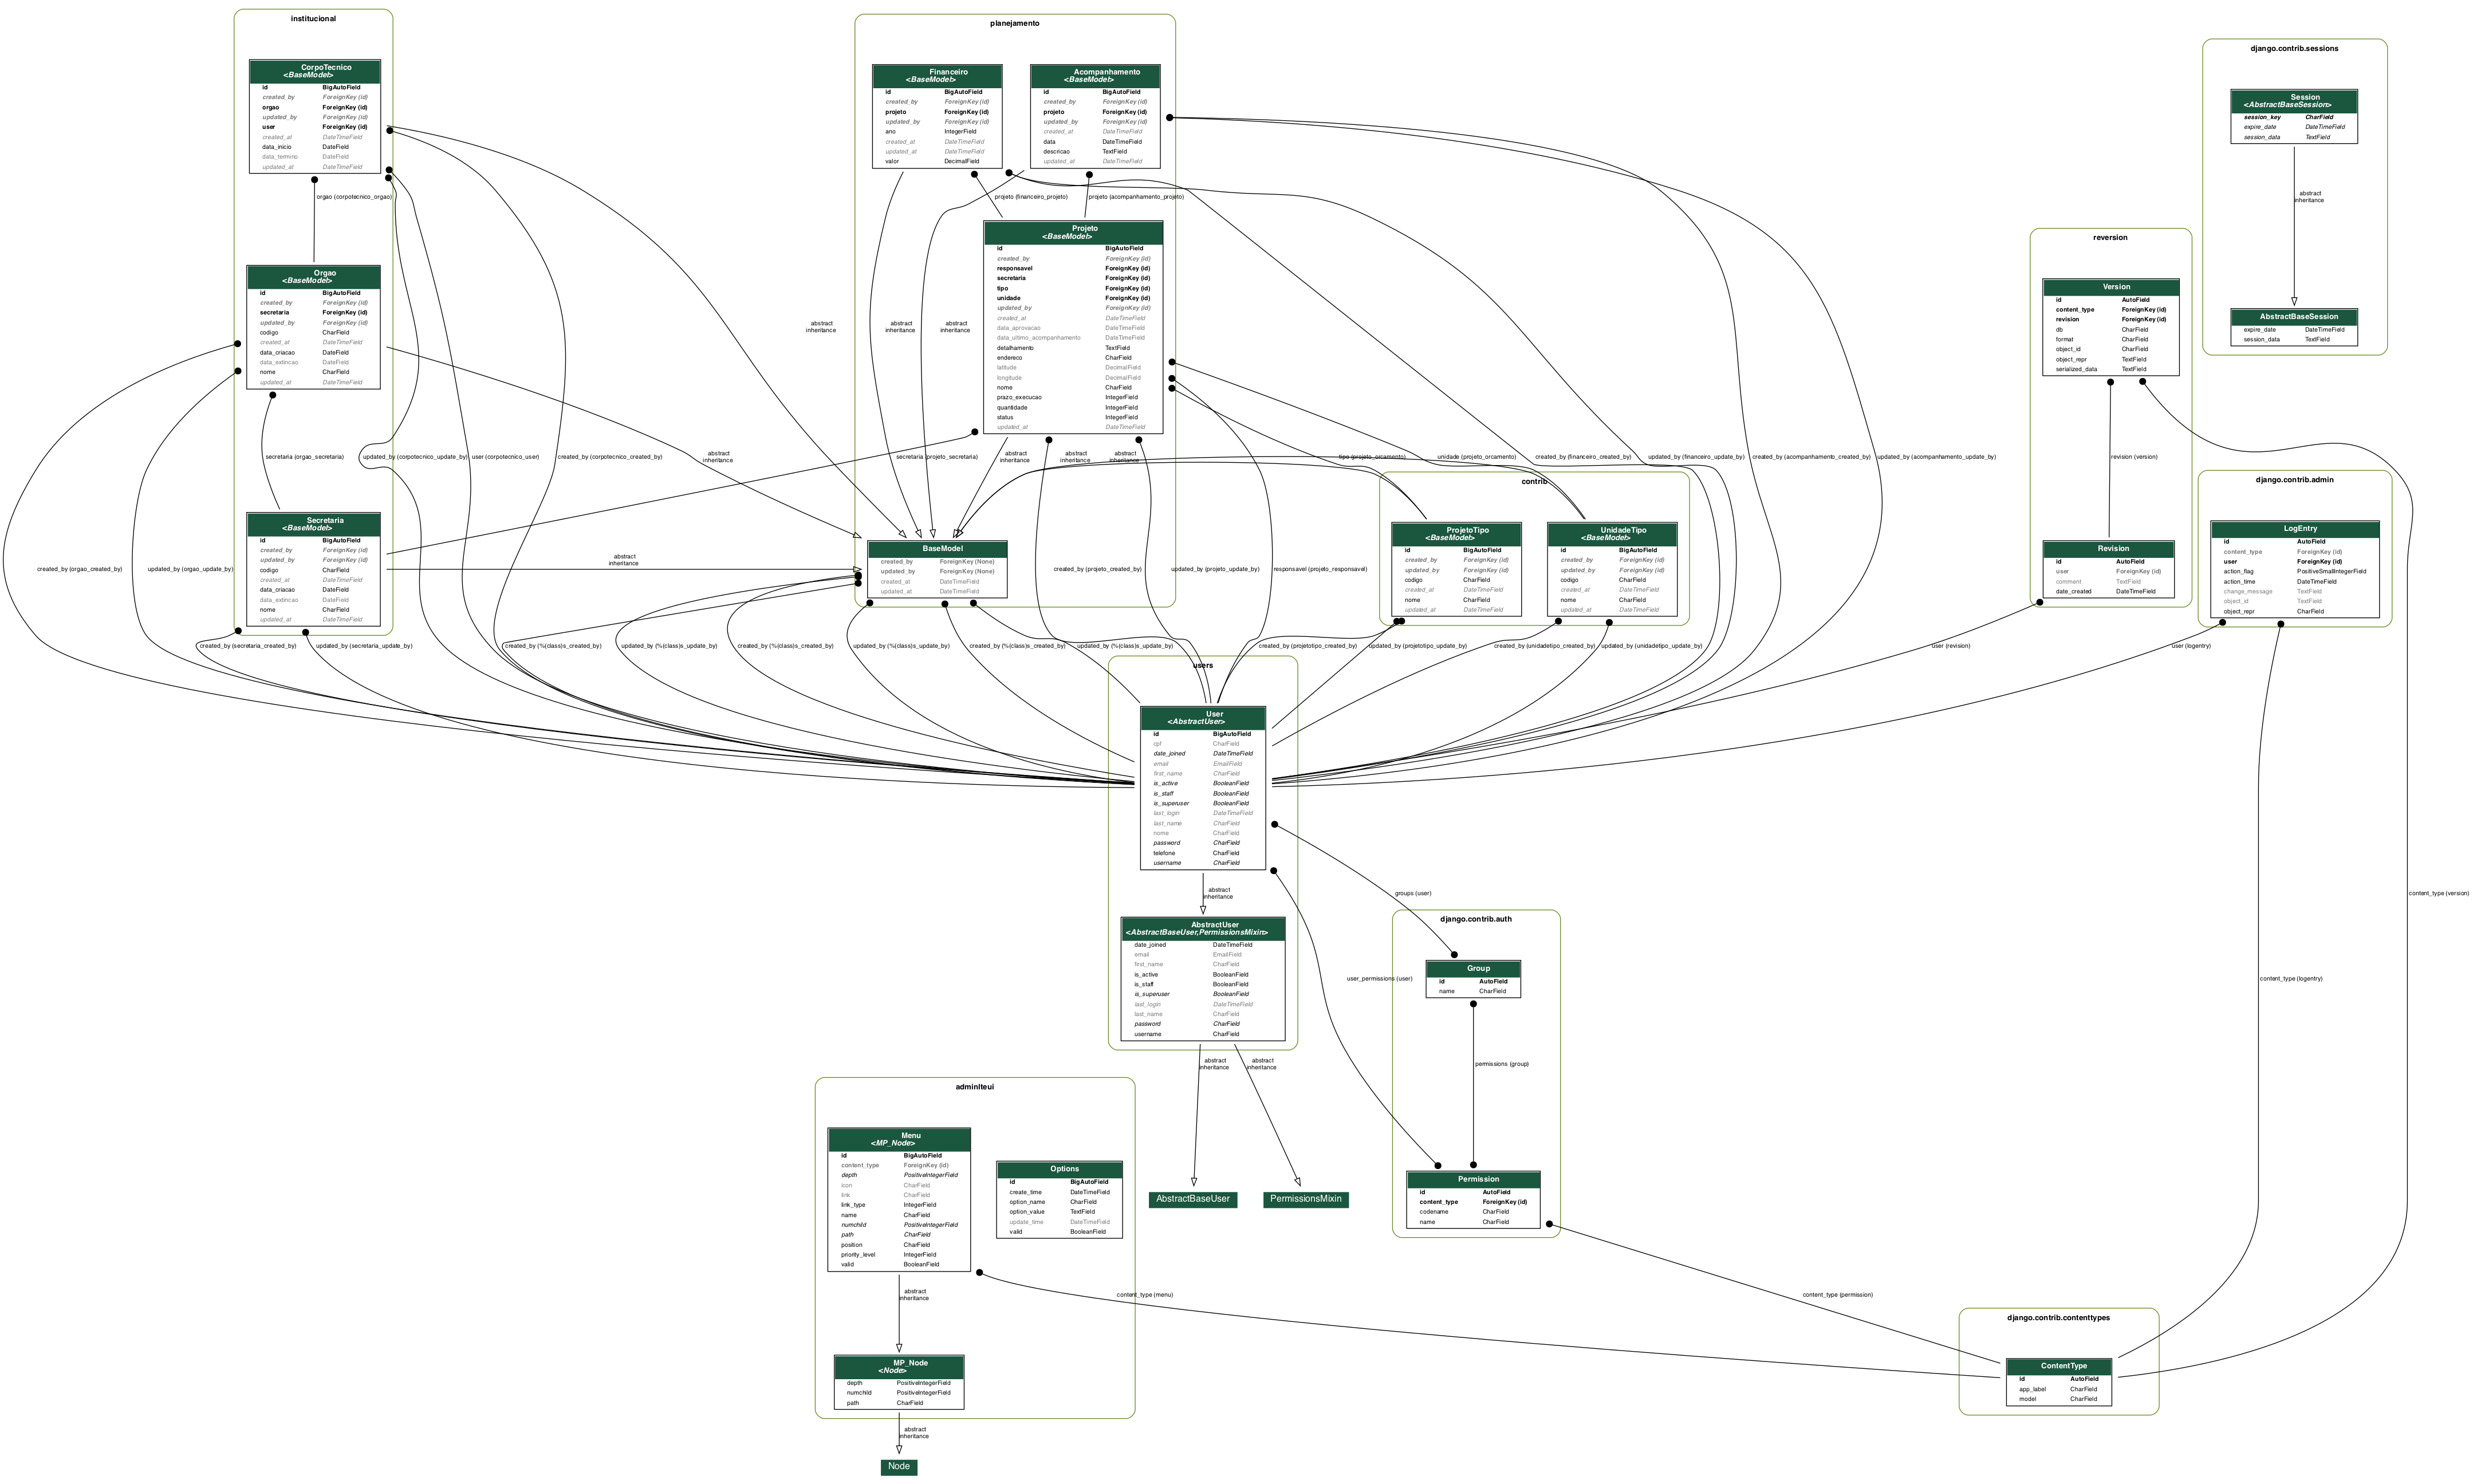 institucional
CorpoTecnico
<BaseModel>
id BigAutoField
created_by ForeignKey (id)
orgao ForeignKey (id)
updated_by ForeignKey (id)
user ForeignKey (id)
created_at DateTimeField
data_inicio DateField
data_termino DateField
updated_at DateTimeField
orgao (corpotecnico_orgao)
Orgao
<BaseModel>
id BigAutoField
created_by ForeignKey (id)
secretaria ForeignKey (id)
updated_by ForeignKey (id)
codigo CharField
created_at DateTimeField
data_criacao DateField
data_extincao DateField
nome CharField
updated_at DateTimeField
secretaria (orgao_secretaria)
Secretaria
<BaseModel>
id BigAutoField
created_by ForeignKey (id)
updated_by ForeignKey (id)
codigo CharField
created_at DateTimeField
data_criacao DateField
data_extincao DateField
nome CharField
updated_at DateTimeField
planejamento
Financeiro
<BaseModel>
id BigAutoField
created_by ForeignKey (id)
projeto ForeignKey (id)
updated_by ForeignKey (id)
ano IntegerField
created_at DateTimeField
updated_at DateTimeField
valor DecimalField
Acompanhamento
<BaseModel>
id BigAutoField
created_by ForeignKey (id)
projeto ForeignKey (id)
updated_by ForeignKey (id)
created_at DateTimeField
data DateTimeField
descricao TextField
updated_at DateTimeField
projeto (financeiro_projeto)
projeto (acompanhamento_projeto)
Projeto
<BaseModel>
id BigAutoField
created_by ForeignKey (id)
responsavel ForeignKey (id)
secretaria ForeignKey (id)
tipo ForeignKey (id)
unidade ForeignKey (id)
updated_by ForeignKey (id)
created_at DateTimeField
data_aprovacao DateTimeField
data_ultimo_acompanhamento DateTimeField
detalhamento TextField
endereco CharField
latitude DecimalField
longitude DecimalField
nome CharField
prazo_execucao IntegerField
quantidade IntegerField
status IntegerField
updated_at DateTimeField
abstract
inheritance
abstract
inheritance
abstract
inheritance
updated_by (corpotecnico_update_by)
user (corpotecnico_user)
created_by (corpotecnico_created_by)
abstract
inheritance
secretaria (projeto_secretaria)
abstract
inheritance
abstract
inheritance
abstract
inheritance
tipo (projeto_orcamento)
unidade (projeto_orcamento)
created_by (financeiro_created_by)
updated_by (financeiro_update_by)
created_by (acompanhamento_created_by)
updated_by (acompanhamento_update_by)
BaseModel
created_by ForeignKey (None)
updated_by ForeignKey (None)
created_at DateTimeField
updated_at DateTimeField
abstract
inheritance
created_by (orgao_created_by)
updated_by (orgao_update_by)
created_by (projeto_created_by)
updated_by (projeto_update_by)
responsavel (projeto_responsavel)
contrib
ProjetoTipo
<BaseModel>
id BigAutoField
created_by ForeignKey (id)
updated_by ForeignKey (id)
codigo CharField
created_at DateTimeField
nome CharField
updated_at DateTimeField
UnidadeTipo
<BaseModel>
id BigAutoField
created_by ForeignKey (id)
updated_by ForeignKey (id)
codigo CharField
created_at DateTimeField
nome CharField
updated_at DateTimeField
created_by (secretaria_created_by)
updated_by (secretaria_update_by)
created_by (%(class)s_created_by)
updated_by (%(class)s_update_by)
created_by (%(class)s_created_by)
updated_by (%(class)s_update_by)
created_by (%(class)s_created_by)
updated_by (%(class)s_update_by)
created_by (projetotipo_created_by)
updated_by (projetotipo_update_by)
created_by (unidadetipo_created_by)
updated_by (unidadetipo_update_by)
user (revision)
user (logentry)
django.contrib.sessions
Session
<AbstractBaseSession>
session_key CharField
expire_date DateTimeField
session_data TextField
abstract
inheritance
AbstractBaseSession
expire_date DateTimeField
session_data TextField
reversion
Version
id AutoField
content_type ForeignKey (id)
revision ForeignKey (id)
db CharField
format CharField
object_id CharField
object_repr TextField
serialized_data TextField
revision (version)
Revision
id AutoField
user ForeignKey (id)
comment TextField
date_created DateTimeField
django.contrib.admin
LogEntry
id AutoField
content_type ForeignKey (id)
user ForeignKey (id)
action_flag PositiveSmallIntegerField
action_time DateTimeField
change_message TextField
object_id TextField
object_repr CharField
users
User
<AbstractUser>
id BigAutoField
cpf CharField
date_joined DateTimeField
email EmailField
first_name CharField
is_active BooleanField
is_staff BooleanField
is_superuser BooleanField
last_login DateTimeField
last_name CharField
nome CharField
password CharField
telefone CharField
username CharField
abstract
inheritance
AbstractUser
<AbstractBaseUser,PermissionsMixin>
date_joined DateTimeField
email EmailField
first_name CharField
is_active BooleanField
is_staff BooleanField
is_superuser BooleanField
last_login DateTimeField
last_name CharField
password CharField
username CharField
abstract
inheritance
abstract
inheritance
AbstractBaseUser
PermissionsMixin
groups (user)
user_permissions (user)
content_type (version)
content_type (logentry)
django.contrib.auth
Group
id AutoField
name CharField
permissions (group)
Permission
id AutoField
content_type ForeignKey (id)
codename CharField
name CharField
adminlteui
Menu
<MP_Node>
id BigAutoField
content_type ForeignKey (id)
depth PositiveIntegerField
icon CharField
link CharField
link_type IntegerField
name CharField
numchild PositiveIntegerField
path CharField
position CharField
priority_level IntegerField
valid BooleanField
Options
id BigAutoField
create_time DateTimeField
option_name CharField
option_value TextField
update_time DateTimeField
valid BooleanField
abstract
inheritance
content_type (menu)
content_type (permission)
MP_Node
<Node>
depth PositiveIntegerField
numchild PositiveIntegerField
path CharField
abstract
inheritance
Node
django.contrib.contenttypes
ContentType
id AutoField
app_label CharField
model CharField